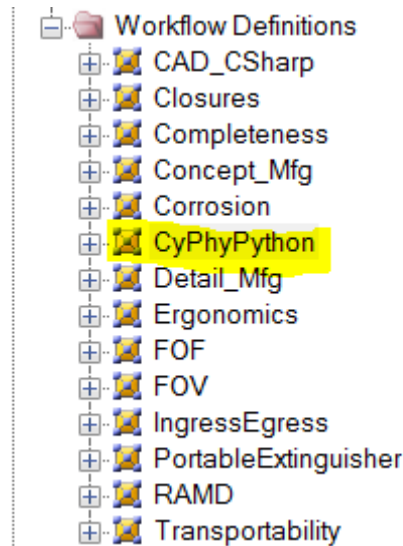 Workflow Definitions
CAD_CSharp
Closures
Completeness
Concept_Mfg
Corrosion
CyPhyPython
Detail_Mfg
Ergonomics
FOF
FOV
IngressEgress
PortableExtinguisher
RAMD
Transportability